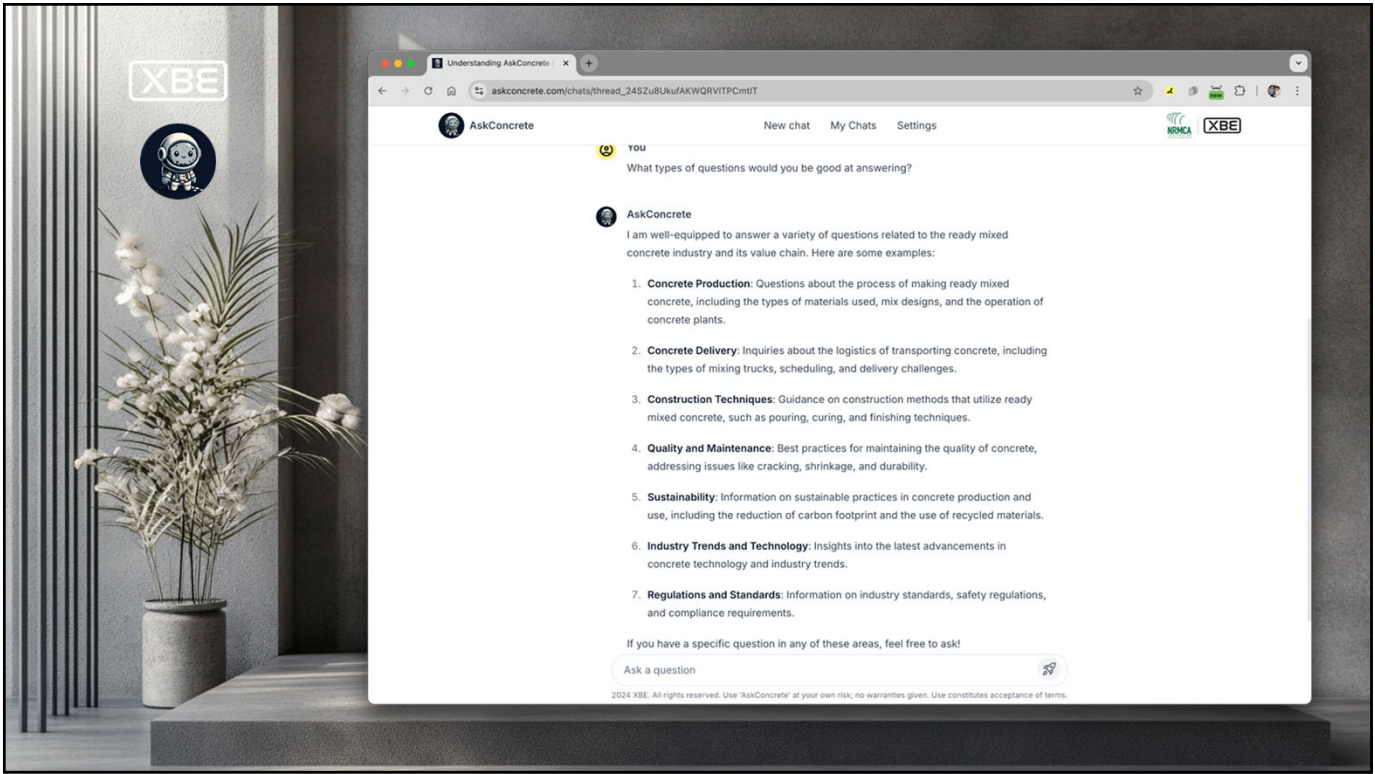 XBE
Understanding AskConcrete |
askconcrete.com/chats/thread_24SZu8UkufAKWQRVITPCmtIT
new
AskConcrete
New chat My Chats Settings
NRMCA XBE
You
What types of questions would you be good at answering?
AskConcrete
I am well-equipped to answer a variety of questions related to the ready mixed
concrete industry and its value chain. Here are some examples:
1. Concrete Production: Questions about the process of making ready mixed
concrete, including the types of materials used, mix designs, and the operation of
concrete plants.
2. Concrete Delivery: Inquiries about the logistics of transporting concrete, including
the types of mixing trucks, scheduling, and delivery challenges.
3. Construction Techniques: Guidance on construction methods that utilize ready
mixed concrete, such as pouring, curing, and finishing techniques.
4. Quality and Maintenance: Best practices for maintaining the quality of concrete,
addressing issues like cracking, shrinkage, and durability.
5. Sustainability: Information on sustainable practices in concrete production and
use, including the reduction of carbon footprint and the use of recycled materials.
6. Industry Trends and Technology: Insights into the latest advancements in
concrete technology and industry trends.
7. Regulations and Standards: Information on industry standards, safety regulations,
and compliance requirements.
If you have a specific question in any of these areas, feel free to ask!
Ask a question
2024 XBE. All rights reserved. Use 'AskConcrete' at your own risk; no warranties given. Use constitutes acceptance of terms.